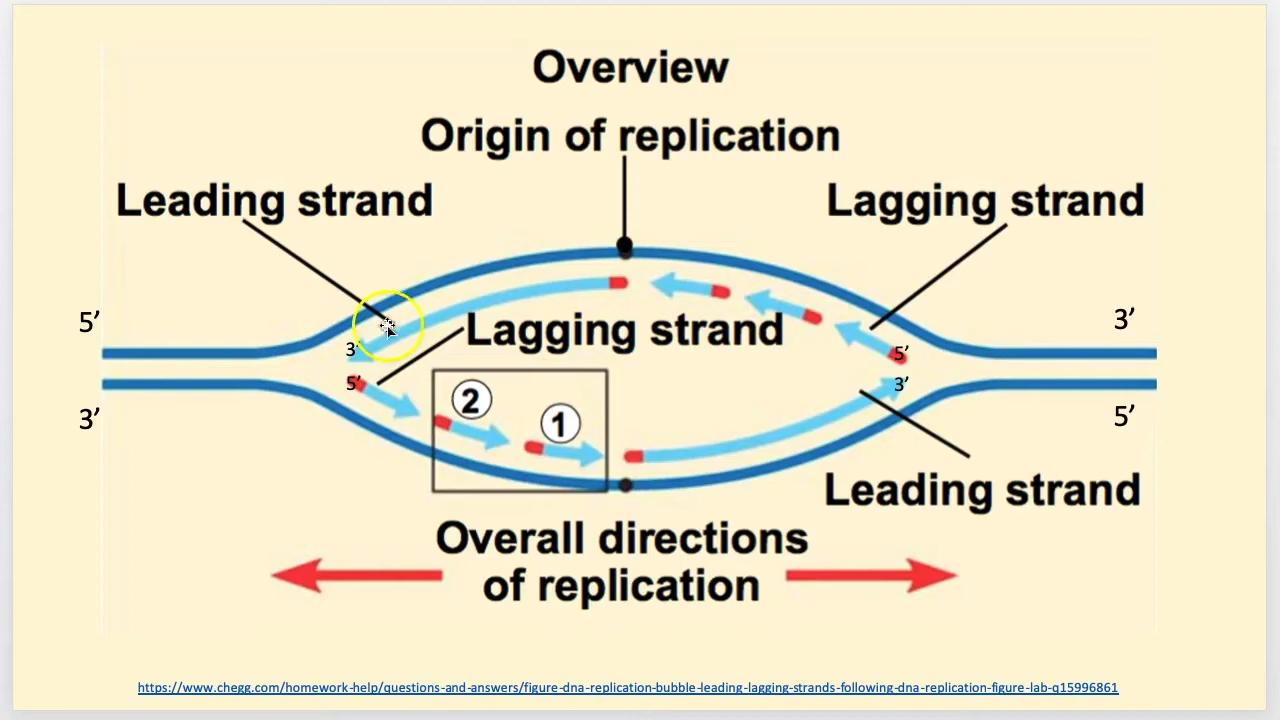 Overview
Origin of replication
Leading strand
Lagging strand
5’
3’
Lagging strand
3’
5’
5’
3’
2
1
3’
5’
Leading strand
Overall directions
of replication
https://www.chegg.com/homework-help/questions-and-answers/figure-dna-replication-bubble-leading-lagging-strands-following-dna-replication-figure-lab-q15996861